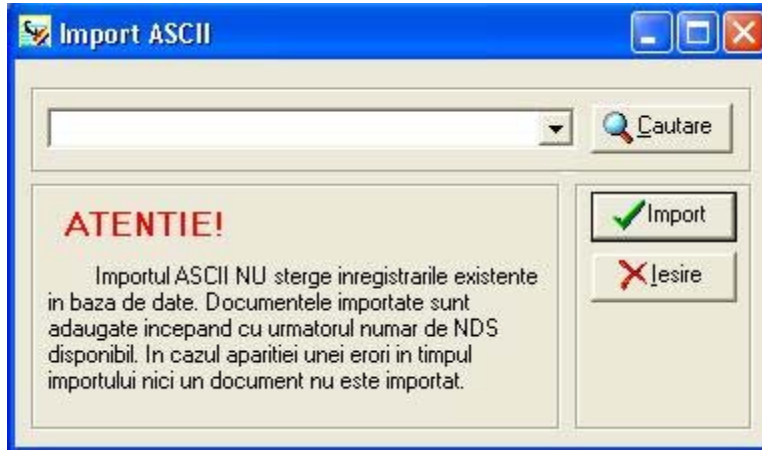 Import ASCII
Cautare
ATENTIE!
Importul ASCII NU sterge inregistrarile existente
in baza de date. Documentele importate sunt
adaugate incepand cu urmatorul numar de NDS
disponibil. In cazul aparitiei unei erori in timpul
importului nici un document nu este importat.
Import
Iesire